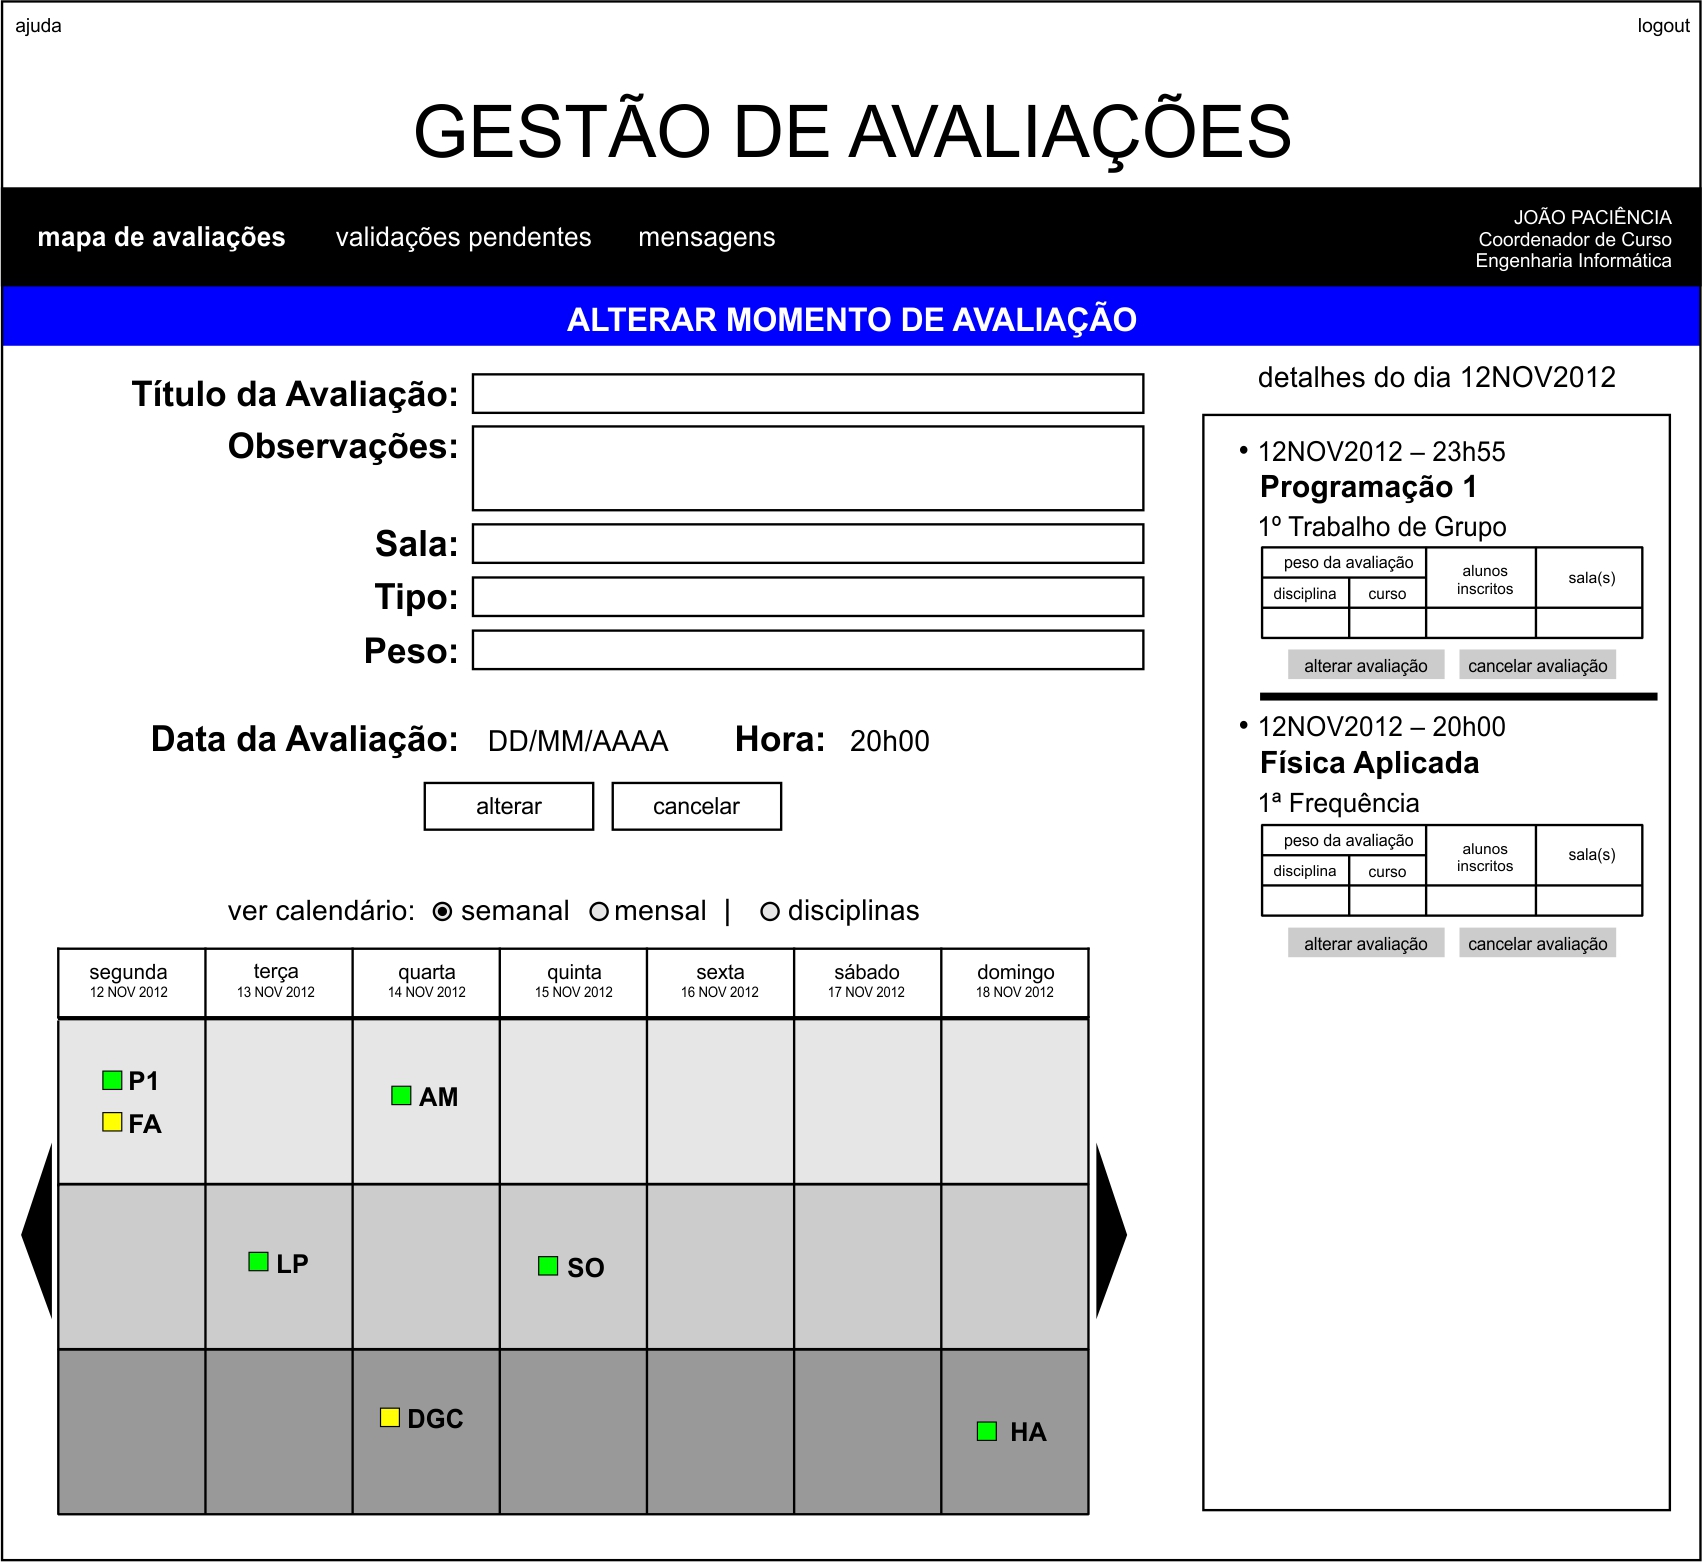 ajuda
logout
GESTÃO DE AVALIAÇÕES
mapa de avaliações validações pendentes mensagens
JOÃO PACIÊNCIA
Coordenador de Curso
Engenharia Informática
ALTERAR MOMENTO DE AVALIAÇÃO
Título da Avaliação:
Observações:
Sala:
Tipo:
Peso:
Data da Avaliação: DD/MM/AAAA Hora: 20h00
alterar cancelar
ver calendário: semanal mensal | disciplinas
segunda terça quarta quinta sexta sábado domingo
12 NOV 2012 13 NOV 2012 14 NOV 2012 15 NOV 2012 16 NOV 2012 17 NOV 2012 18 NOV 2012
P1
AM
FA
LP
SO
DGC
HA
detalhes do dia 12NOV2012
• 12NOV2012 – 23h55
Programação 1
1º Trabalho de Grupo
peso da avaliação
alunos
inscritos
sala(s)
disciplina curso
alterar avaliação cancelar avaliação
• 12NOV2012 – 20h00
Física Aplicada
1ª Frequência
peso da avaliação
alunos
inscritos
sala(s)
disciplina curso
alterar avaliação cancelar avaliação